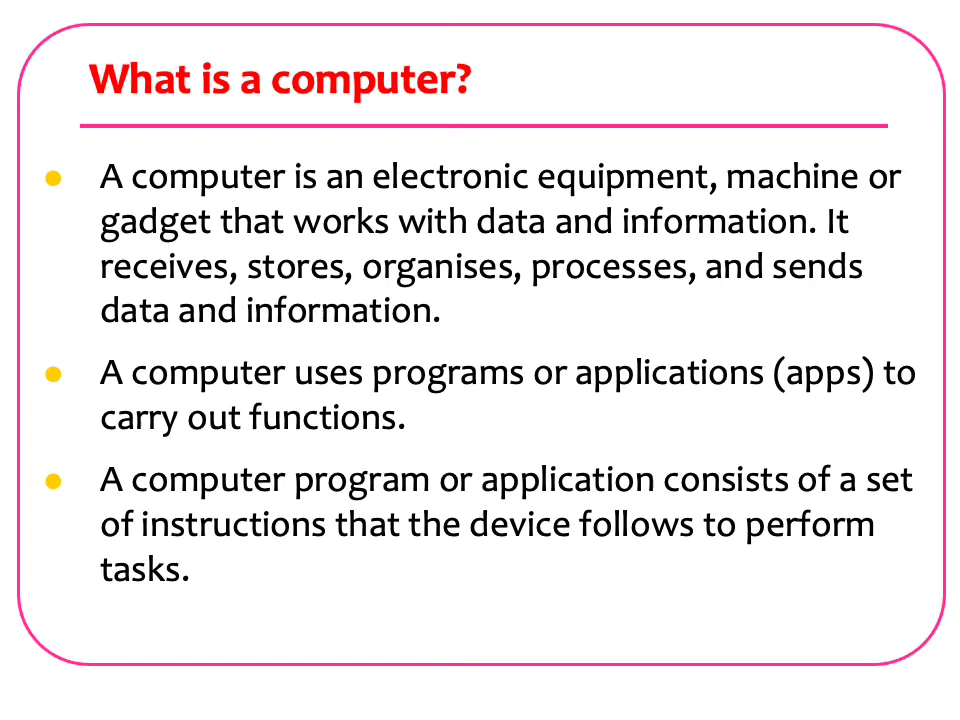 What is a computer?
A computer is an electronic equipment, machine or
gadget that works with data and information. It
receives, stores, organises, processes, and sends
data and information.
A computer uses programs or applications (apps) to
carry out functions.
A computer program or application consists of a set
of instructions that the device follows to perform
tasks.